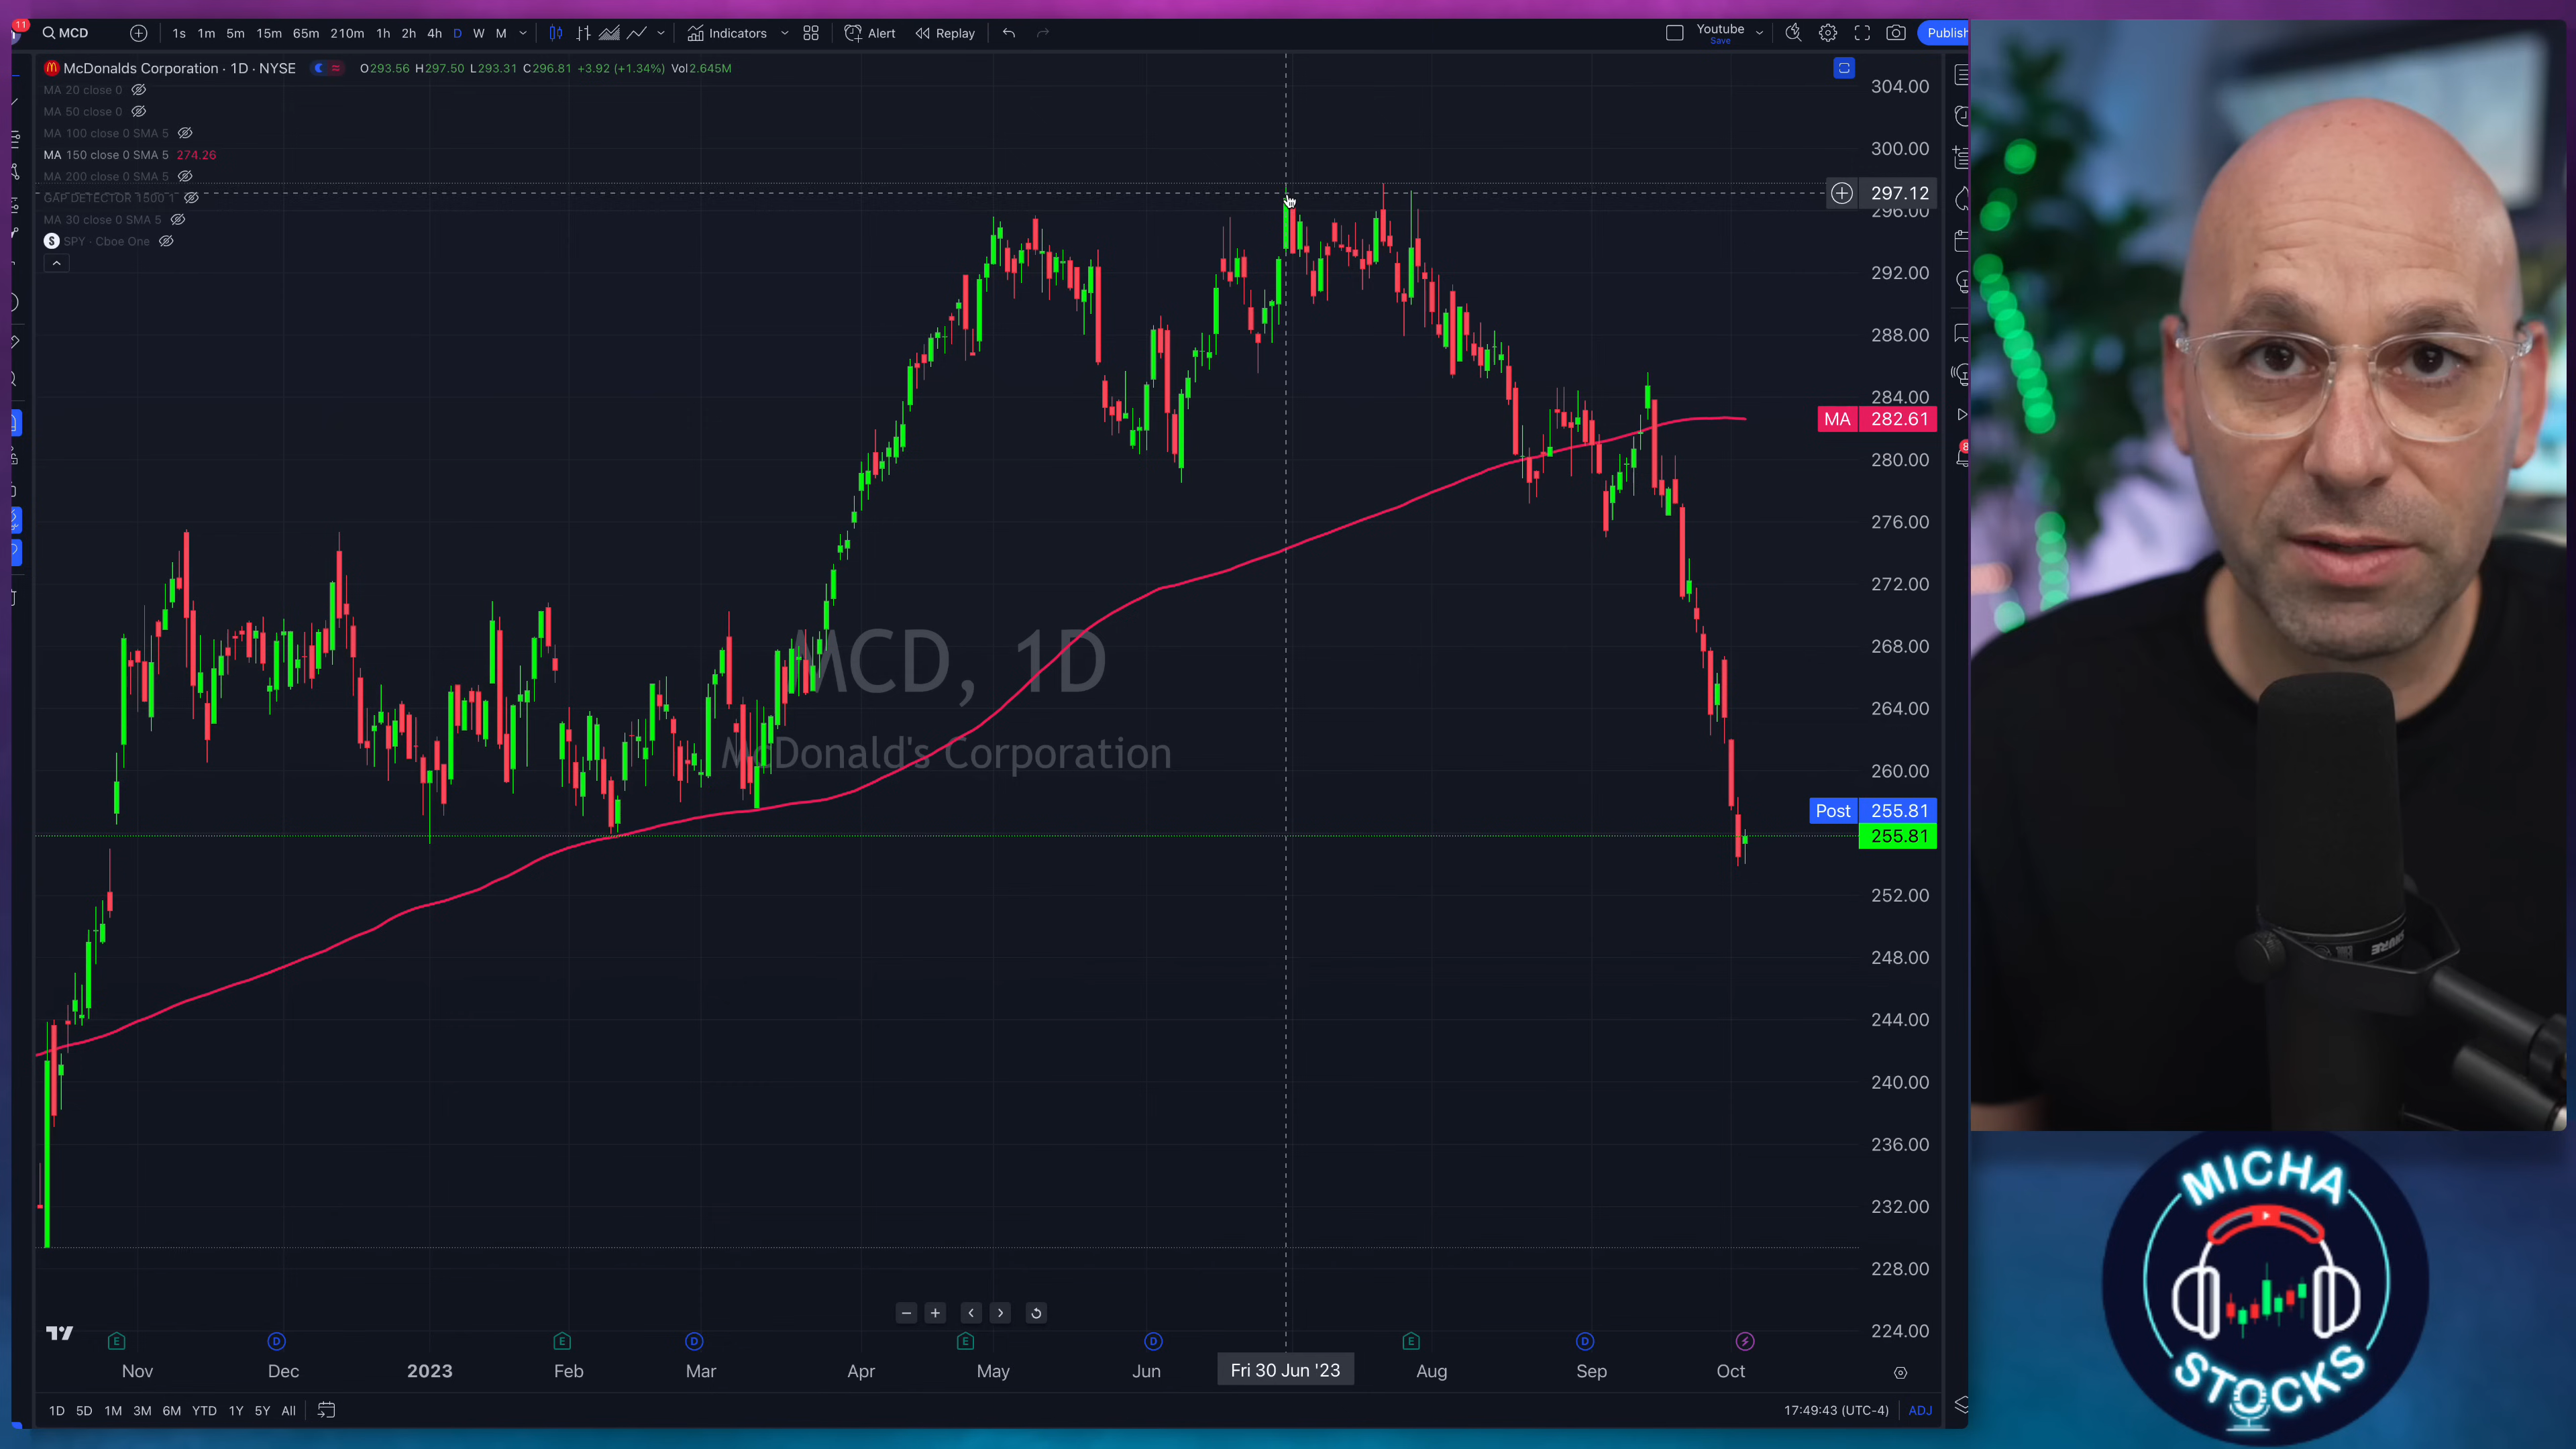 11
MCD 1s 1m 5m 15m 65m 210m 1h 2h 4h D W M Indicators Alert Replay Youtube Save Publish
McDonalds Corporation · 1D · NYSE O293.56 H297.50 L293.31 C296.81 +3.92 (+1.34%) Vol2.645M
MA 20 close 0
MA 50 close 0
MA 100 close 0 SMA 5
MA 150 close 0 SMA 5 274.26
MA 200 close 0 SMA 5
GAP DETECTOR 1500 1
MA 30 close 0 SMA 5
S SPY · Cboe One
304.00
300.00
297.12
296.00
292.00
288.00
284.00
MA 282.61
280.00
276.00
272.00
268.00
264.00
260.00
Post 255.81
255.81
252.00
248.00
244.00
240.00
236.00
232.00
228.00
224.00
8
MCD, 1D
McDonald's Corporation
E D E D E D E D
Nov Dec 2023 Feb Mar Apr May Jun Fri 30 Jun '23 Aug Sep Oct
1D 5D 1M 3M 6M YTD 1Y 5Y All 17:49:43 (UTC-4) ADJ
SHURE
MICHA
STOCKS